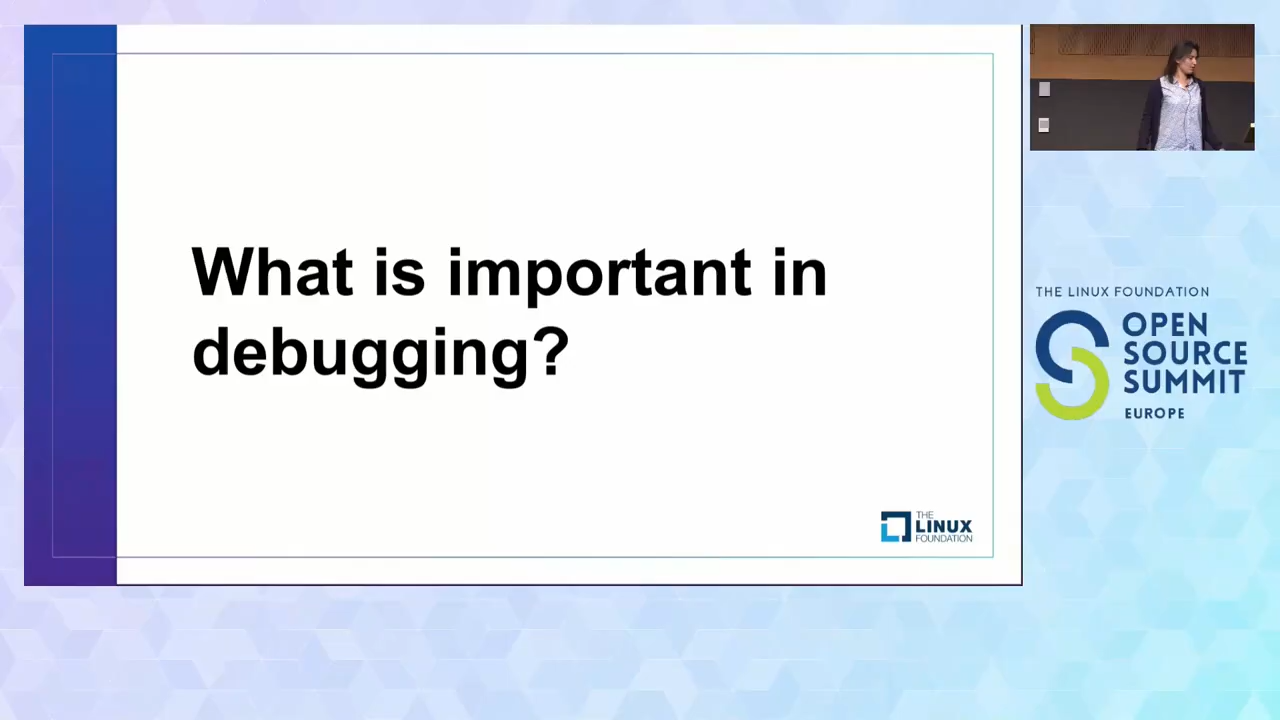 What is important in
debugging?
THE
LINUX
FOUNDATION
THE LINUX FOUNDATION
OPEN
SOURCE
SUMMIT
EUROPE